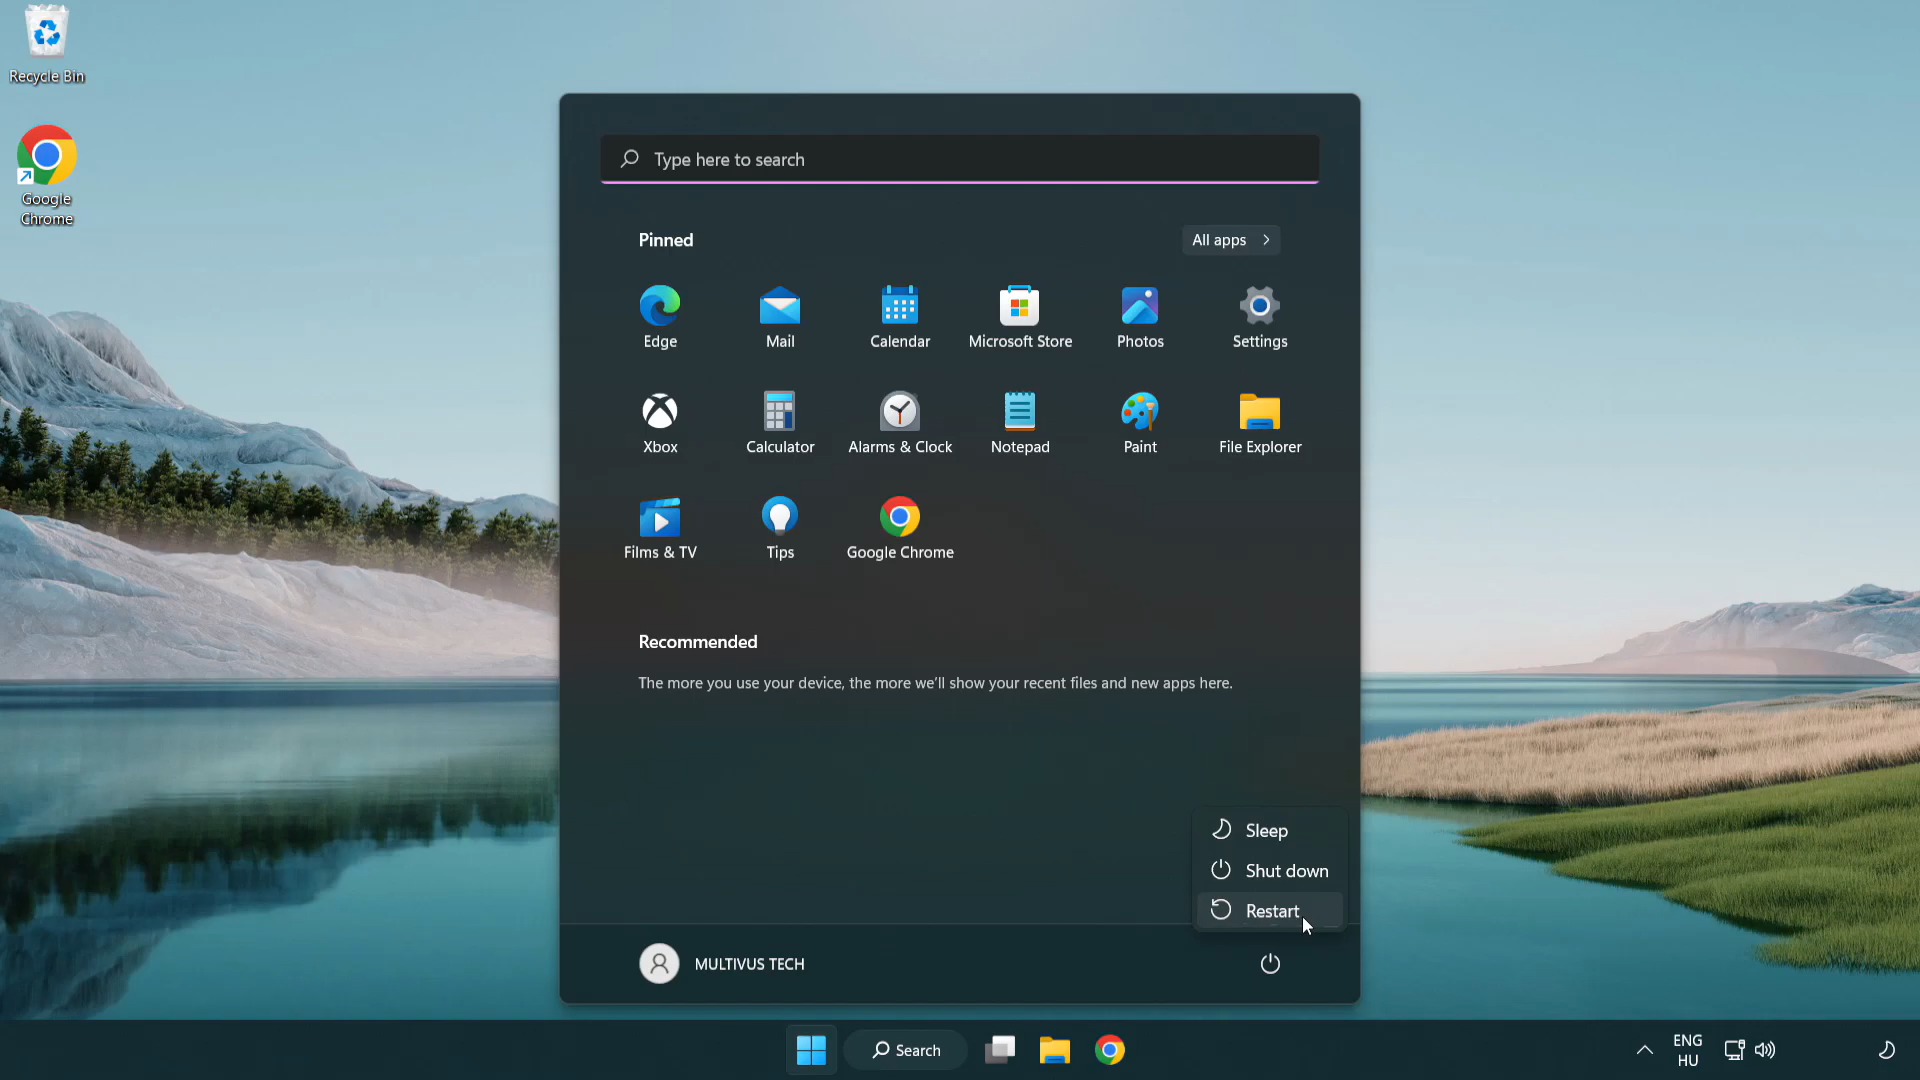 Recycle Bin
Google
Chrome
Type here to search
Pinned
All apps
Edge
Mail
Calendar
Microsoft Store
Photos
Settings
Xbox
Calculator
Alarms & Clock
Notepad
Paint
File Explorer
Films & TV
Tips
Google Chrome
Recommended
The more you use your device, the more we'll show your recent files and new apps here.
Sleep
Shut down
Restart
MULTIVUS TECH
Search
ENG
HU